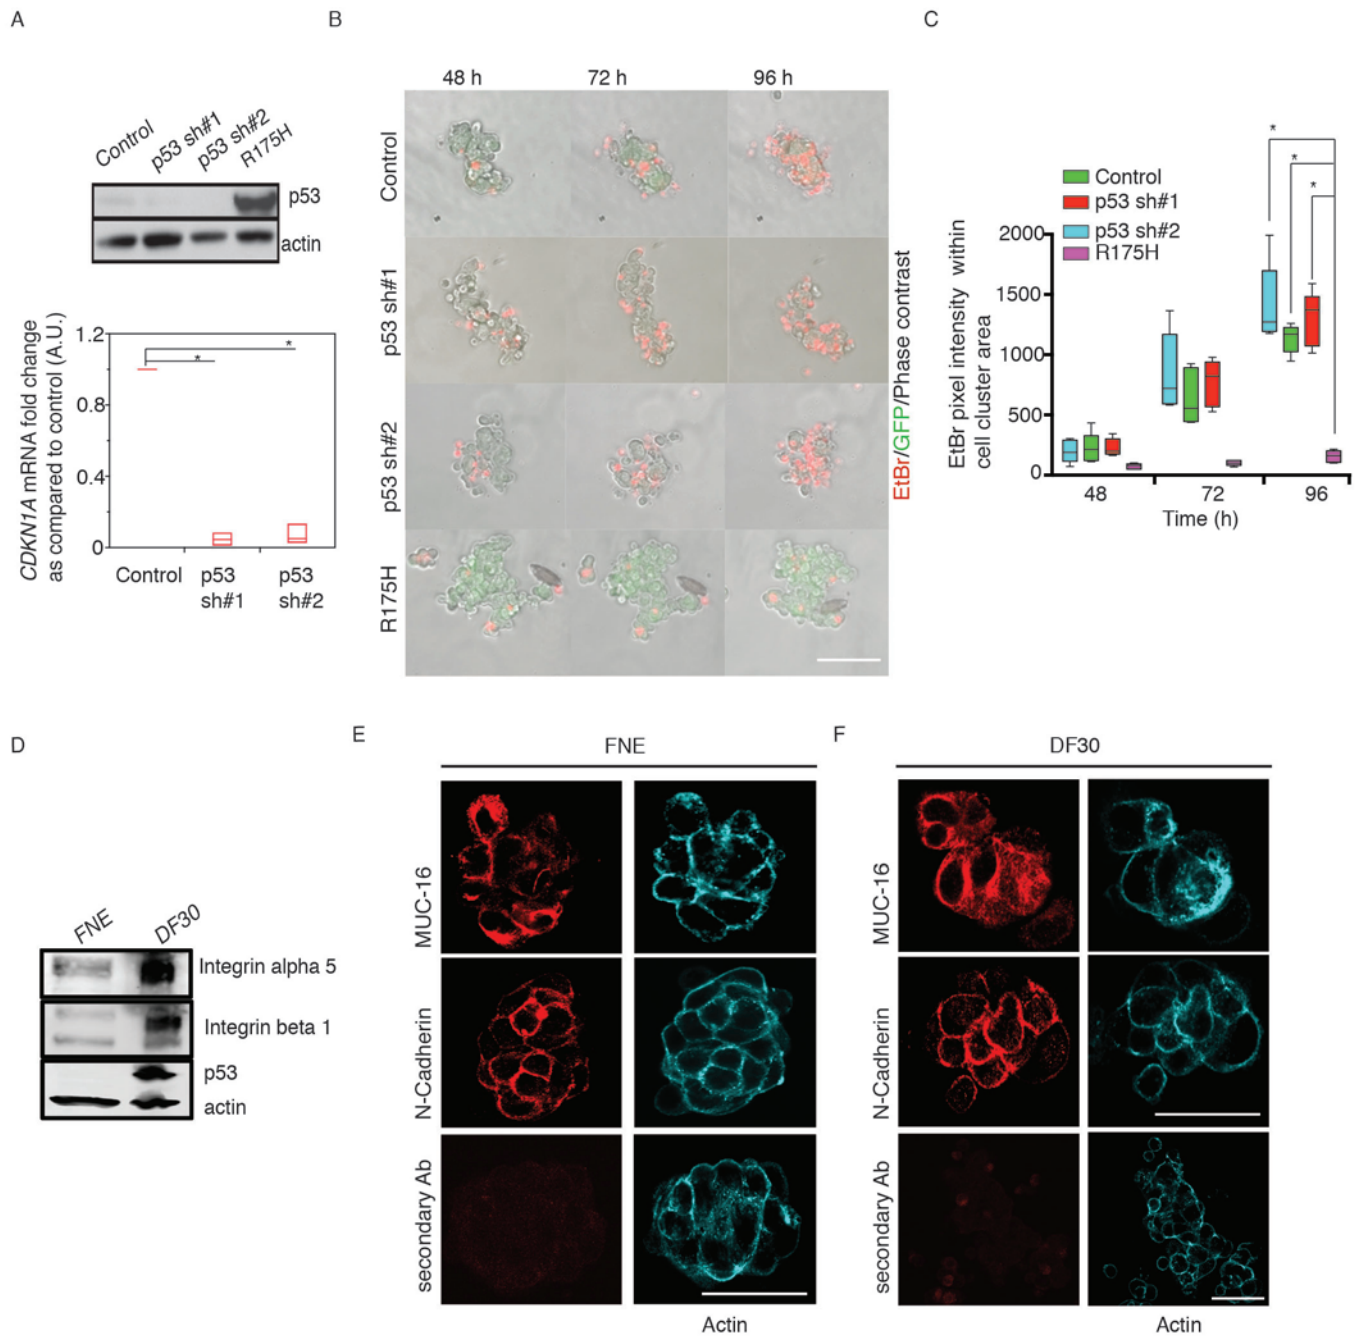 A
Control
p53 sh#1
p53 sh#2
R175H
p53
actin
CDKN1A mRNA fold change
as compared to control (A.U.)
1.2
0.8
0.4
0
*
*
Control
p53
sh#1
p53
sh#2
B
48 h
72 h
96 h
Control
p53 sh#1
p53 sh#2
R175H
EtBr/GFP/Phase contrast
C
Control
p53 sh#1
p53 sh#2
R175H
*
*
*
EtBr pixel intensity within
cell cluster area
2000
1500
1000
500
0
48
72
96
Time (h)
D
FNE
DF30
Integrin alpha 5
Integrin beta 1
p53
actin
E
FNE
MUC-16
N-Cadherin
secondary Ab
Actin
F
DF30
MUC-16
N-Cadherin
secondary Ab
Actin